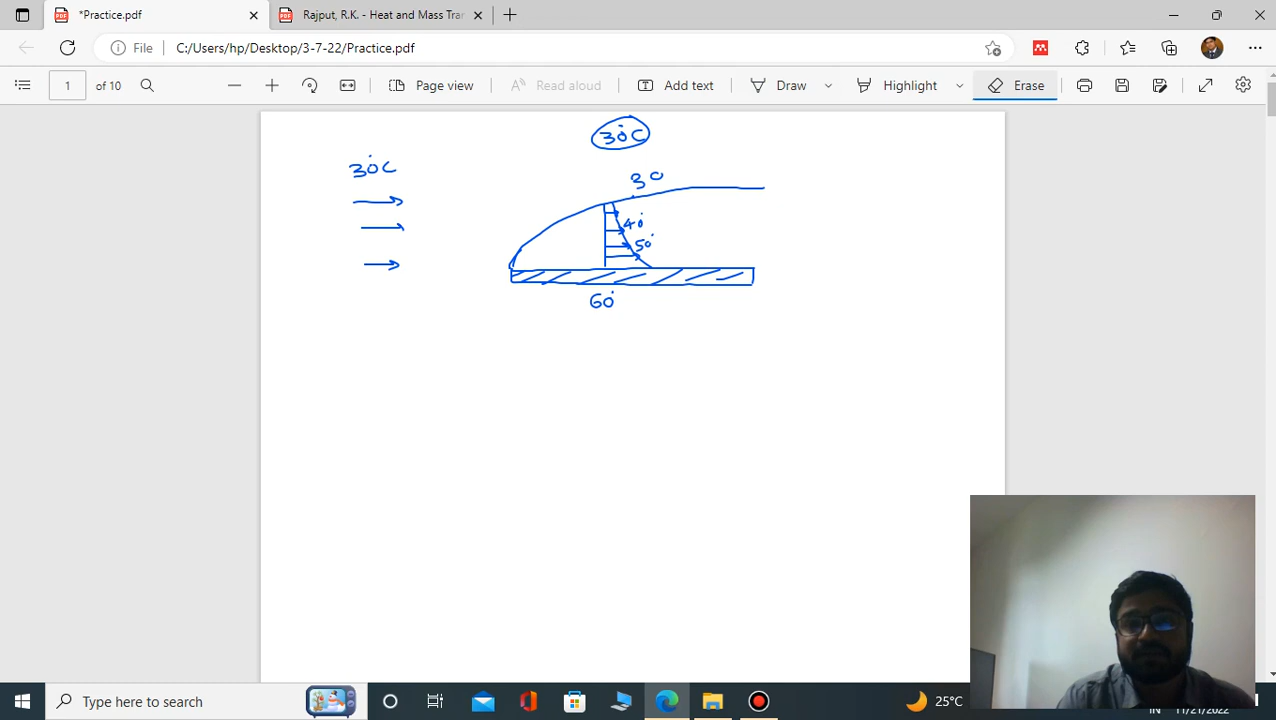 *Practice.pdf
Rajput, R.K. - Heat and Mass Tran
File C:/Users/hp/Desktop/3-7-22/Practice.pdf
1 of 10 Page view Read aloud Add text Draw Highlight Erase
30°C
30°C
30
40°
50°
60°
Type here to search
25°C
IN 11/21/2022